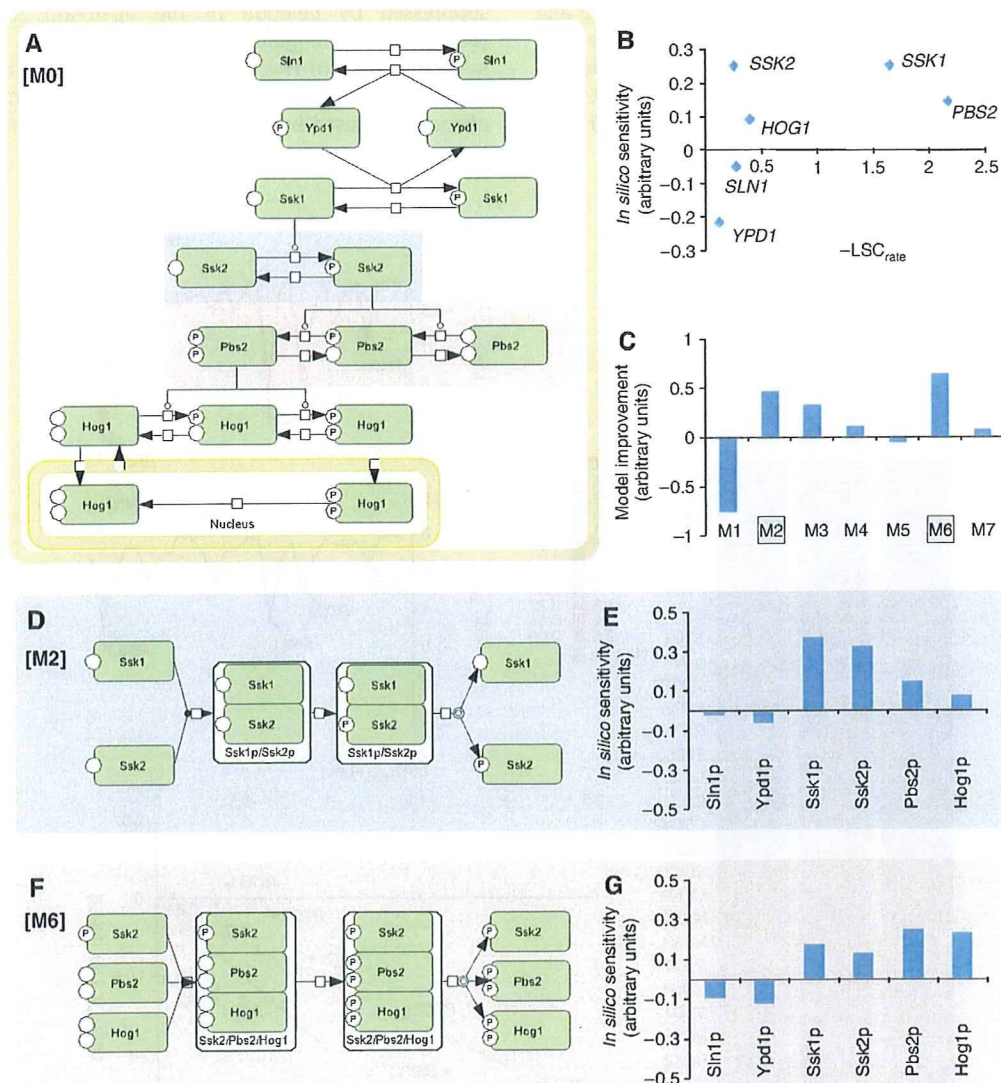 A
[M0]
Sln1
P
Sln1
P
Ypd1
Ypd1
Ssk1
P
Ssk1
Ssk2
P
Ssk2
P
P
Pbs2
P
Pbs2
Pbs2
Hog1
P
Hog1
P
P
Hog1
Hog1
P
P
Hog1
Nucleus
B
In silico sensitivity
(arbitrary units)
0.3
0.2
0.1
0
−0.1
−0.2
−0.3
0.5
1
1.5
2
2.5
SSK2
SSK1
PBS2
HOG1
SLN1
YPD1
−LSCrate
C
Model improvement
(arbitrary units)
1
0.5
0
−0.5
−1
M1 M2 M3 M4 M5 M6 M7
D
[M2]
Ssk1
Ssk2
Ssk1
Ssk2
Ssk1p/Ssk2p
Ssk1
P
Ssk2
Ssk1p/Ssk2p
Ssk1
P
Ssk2
E
In silico sensitivity
(arbitrary units)
0.5
0.3
0.1
−0.1
−0.3
−0.5
Sln1p
Ypd1p
Ssk1p
Ssk2p
Pbs2p
Hog1p
F
[M6]
P
Ssk2
Pbs2
Hog1
P
Ssk2
Pbs2
Hog1
Ssk2/Pbs2/Hog1
P
Ssk2
P
P
Pbs2
P
P
Hog1
Ssk2/Pbs2/Hog1
P
Ssk2
P
P
Pbs2
P
P
Hog1
G
In silico sensitivity
(arbitrary units)
0.5
0.3
0.1
−0.1
−0.3
−0.5
Sln1p
Ypd1p
Ssk1p
Ssk2p
Pbs2p
Hog1p